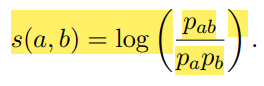 s(a, b) = log ( p_ab / p_a p_b ) .